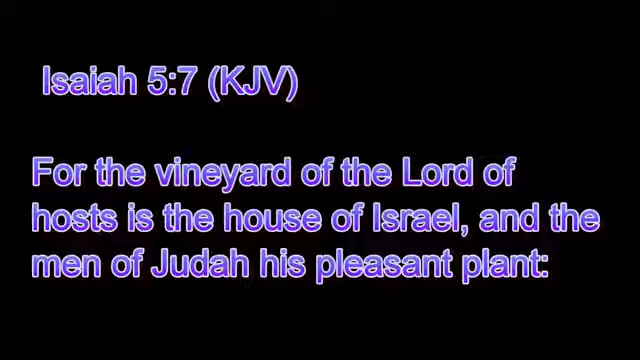 Isaiah 5:7 (KJV)
For the vineyard of the Lord of
hosts is the house of Israel, and the
men of Judah his pleasant plant: